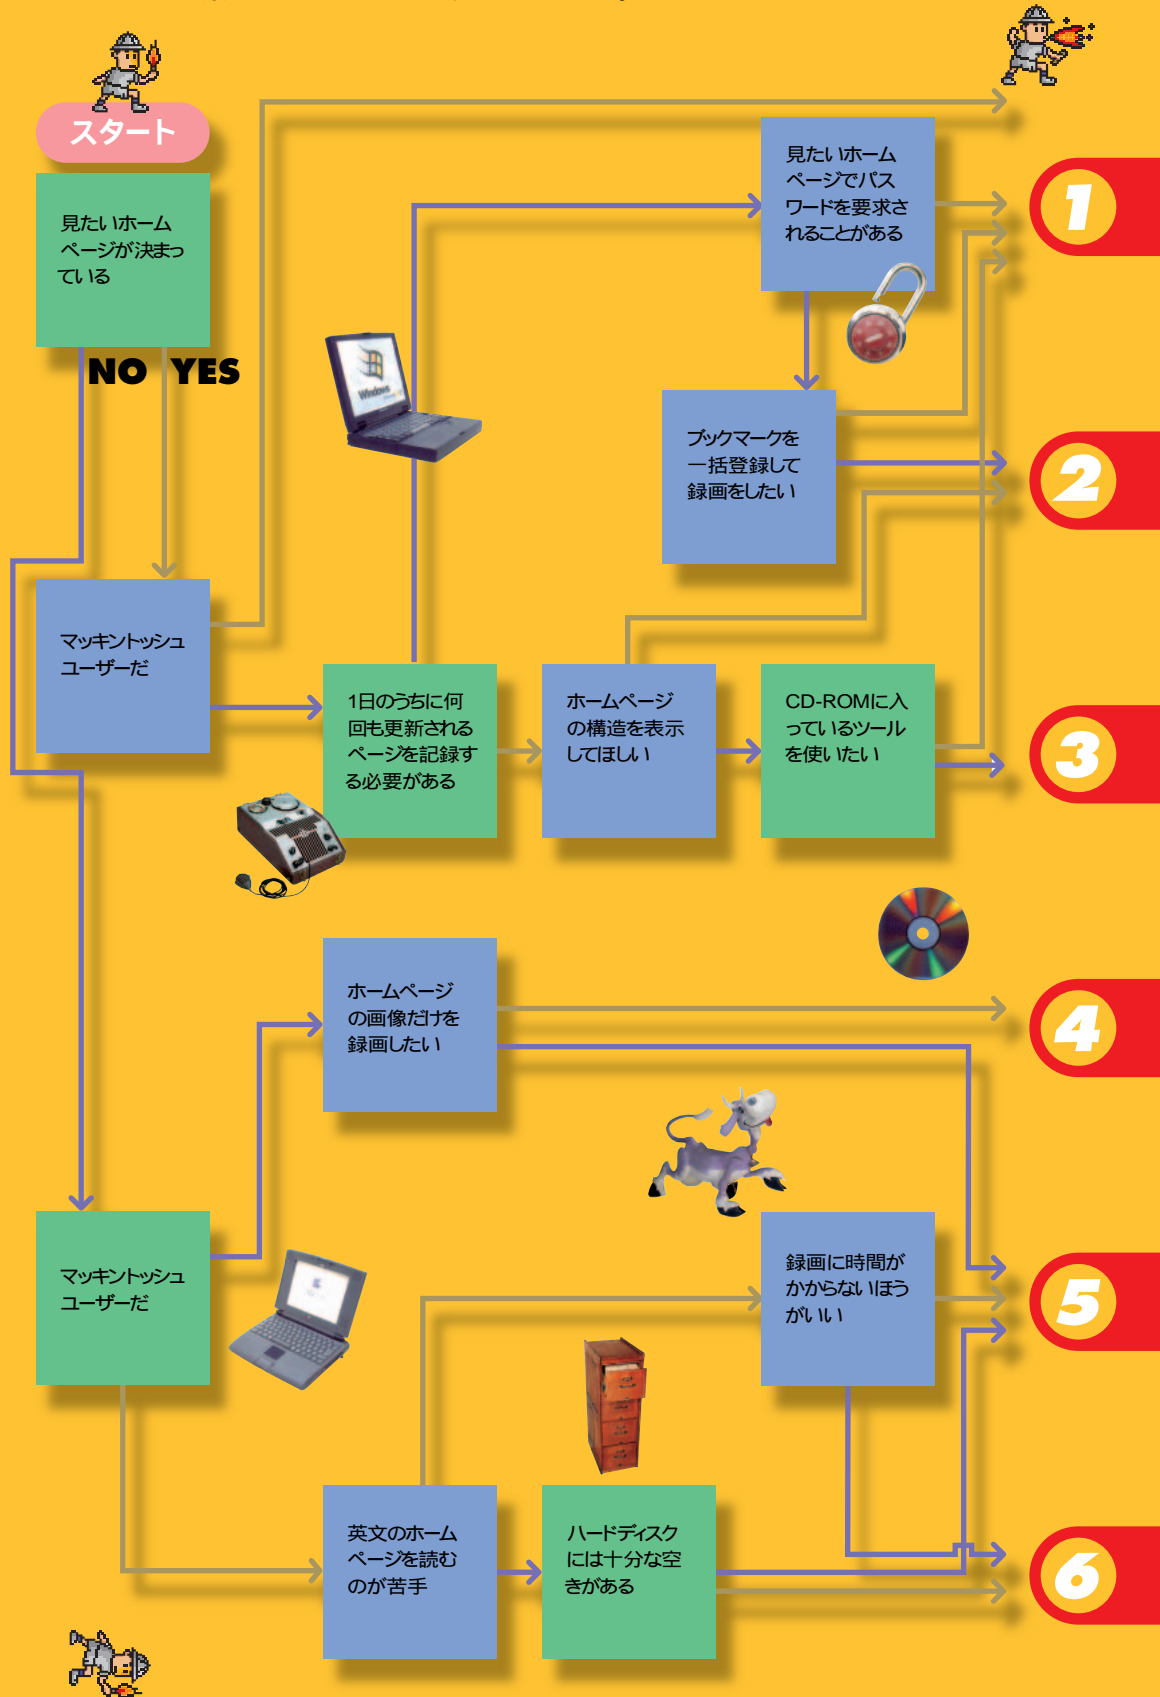 スタート
見たいホーム
ページが決まっ
ている
NO YES
見たいホーム
ページでパス
ワードを要求さ
れることがある
1
Windows
ブックマークを
一括登録して
録画をしたい
2
マッキントッシュ
ユーザーだ
1日のうちに何
回も更新される
ページを記録す
る必要がある
ホームページ
の構造を表示
してほしい
CD-ROMに入
っているツール
を使いたい
3
ホームページ
の画像だけを
録画したい
4
マッキントッシュ
ユーザーだ
録画に時間が
かからないほう
がいい
5
英文のホーム
ページを読む
のが苦手
ハードディスク
には十分な空
きがある
6